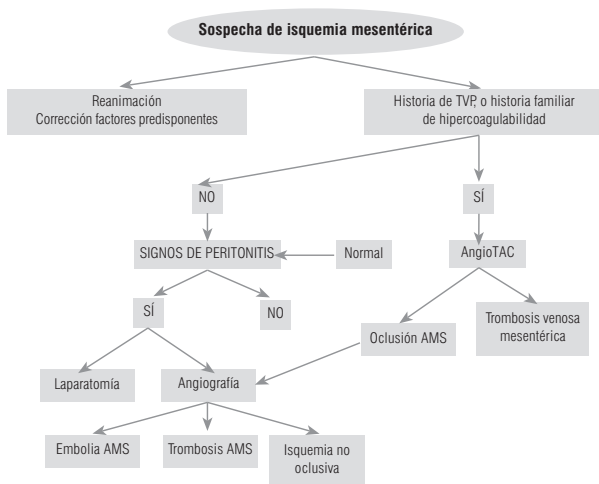 Sospecha de isquemia mesentérica
Reanimación
Corrección factores predisponentes
Historia de TVP, o historia familiar
de hipercoagulabilidad
NO
SÍ
SIGNOS DE PERITONITIS
Normal
AngioTAC
SÍ
NO
Oclusión AMS
Trombosis venosa
mesentérica
Laparatomía
Angiografía
Embolia AMS
Trombosis AMS
Isquemia no
oclusiva